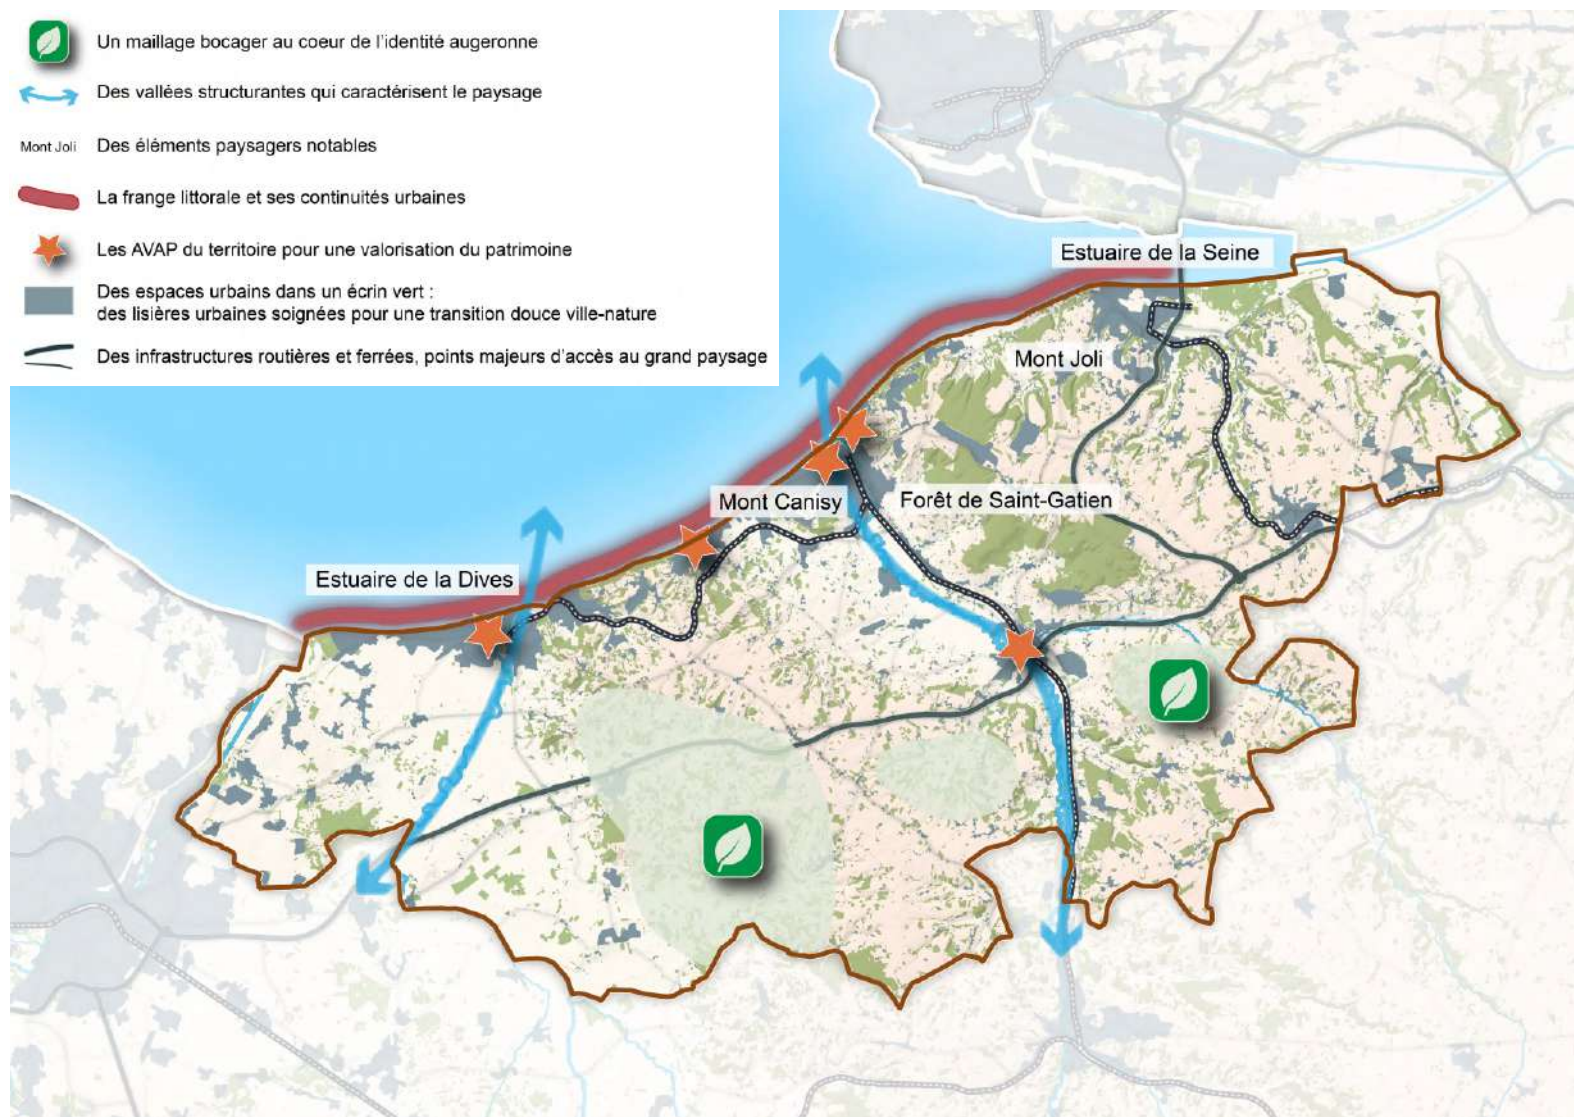 Un maillage bocager au coeur de l'identité augeronne
Des vallées structurantes qui caractérisent le paysage
Mont Joli
Des éléments paysagers notables
La frange littorale et ses continuités urbaines
Les AVAP du territoire pour une valorisation du patrimoine
Des espaces urbains dans un écrin vert :
des lisières urbaines soignées pour une transition douce ville-nature
Des infrastructures routières et ferrées, points majeurs d'accès au grand paysage
Estuaire de la Seine
Mont Joli
Mont Canisy
Forêt de Saint-Gatien
Estuaire de la Dives